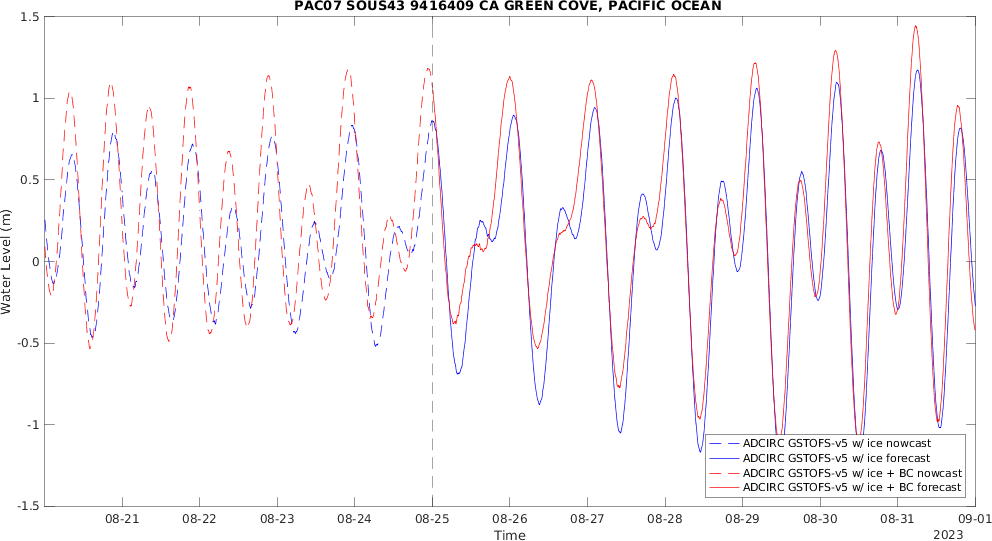 PAC07 SOUS43 9416409 CA GREEN COVE, PACIFIC OCEAN
1.5
1
0.5
0
-0.5
-1
-1.5
Water Level (m)
ADCIRC GSTOFS-v5 w/ ice nowcast
ADCIRC GSTOFS-v5 w/ ice forecast
ADCIRC GSTOFS-v5 w/ ice + BC nowcast
ADCIRC GSTOFS-v5 w/ ice + BC forecast
08-21 08-22 08-23 08-24 08-25 08-26 08-27 08-28 08-29 08-30 08-31 09-01
Time
2023